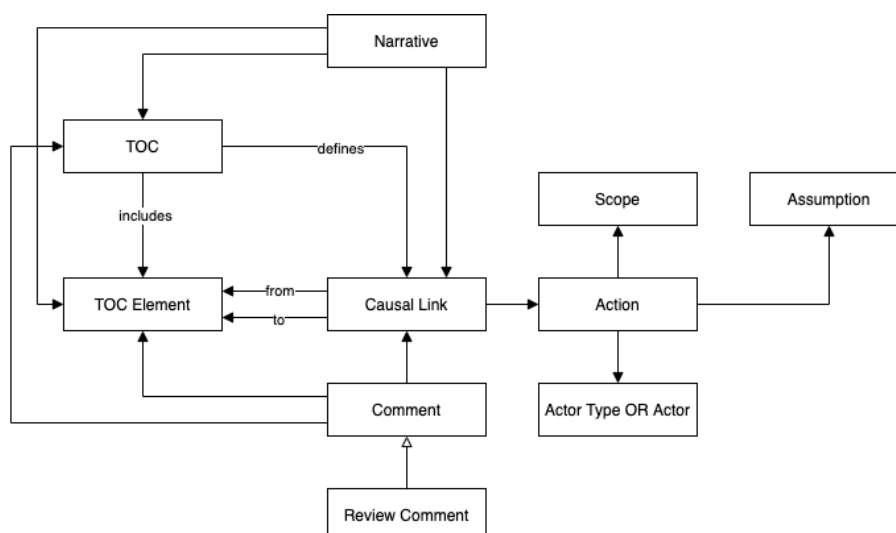 Narrative
TOC
defines
Scope
Assumption
includes
TOC Element
from
to
Causal Link
Action
Comment
Actor Type OR Actor
Review Comment